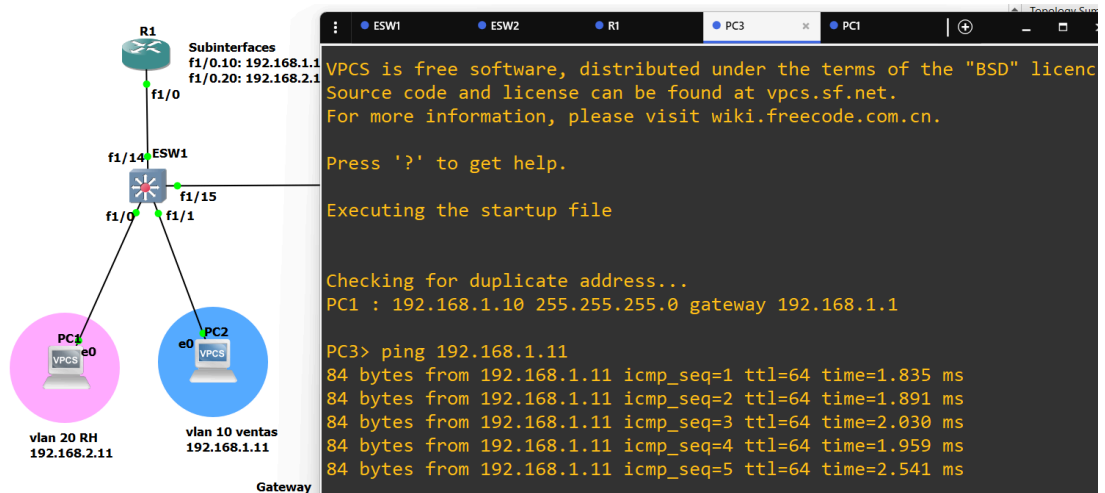 R1
Subinterfaces
f1/0.10: 192.168.1.1
f1/0.20: 192.168.2.1
f1/0
f1/14
ESW1
f1/15
f1/0
f1/1
PC1
e0
VPCS
vlan 20 RH
192.168.2.11
PC2
e0
VPCS
vlan 10 ventas
192.168.1.11
Gateway
Topology Sum
ESW1 ESW2 R1 PC3 × PC1
VPCS is free software, distributed under the terms of the "BSD" licenc
Source code and license can be found at vpcs.sf.net.
For more information, please visit wiki.freecode.com.cn.
Press '?' to get help.
Executing the startup file
Checking for duplicate address...
PC1 : 192.168.1.10 255.255.255.0 gateway 192.168.1.1
PC3> ping 192.168.1.11
84 bytes from 192.168.1.11 icmp_seq=1 ttl=64 time=1.835 ms
84 bytes from 192.168.1.11 icmp_seq=2 ttl=64 time=1.891 ms
84 bytes from 192.168.1.11 icmp_seq=3 ttl=64 time=2.030 ms
84 bytes from 192.168.1.11 icmp_seq=4 ttl=64 time=1.959 ms
84 bytes from 192.168.1.11 icmp_seq=5 ttl=64 time=2.541 ms